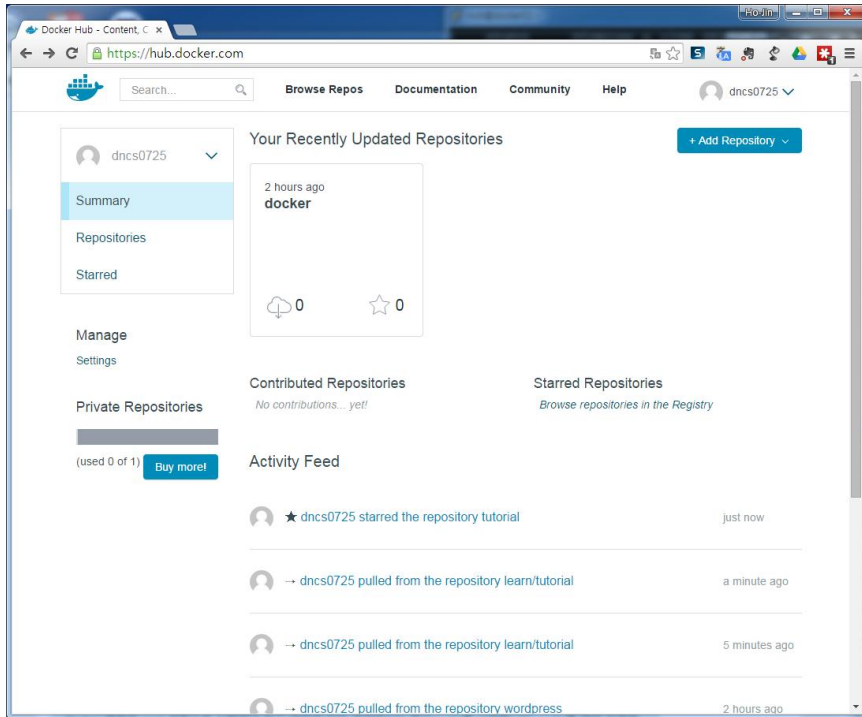 Ho-Jin
Docker Hub - Content, C
https://hub.docker.com
Search...
Browse Repos
Documentation
Community
Help
dncs0725
dncs0725
Summary
Repositories
Starred
Manage
Settings
Private Repositories
(used 0 of 1)
Buy more!
Your Recently Updated Repositories
+ Add Repository
2 hours ago
docker
0
0
Contributed Repositories
No contributions... yet!
Starred Repositories
Browse repositories in the Registry
Activity Feed
dncs0725 starred the repository tutorial
just now
dncs0725 pulled from the repository learn/tutorial
a minute ago
dncs0725 pulled from the repository learn/tutorial
5 minutes ago
dncs0725 pulled from the repository wordpress
2 hours ago